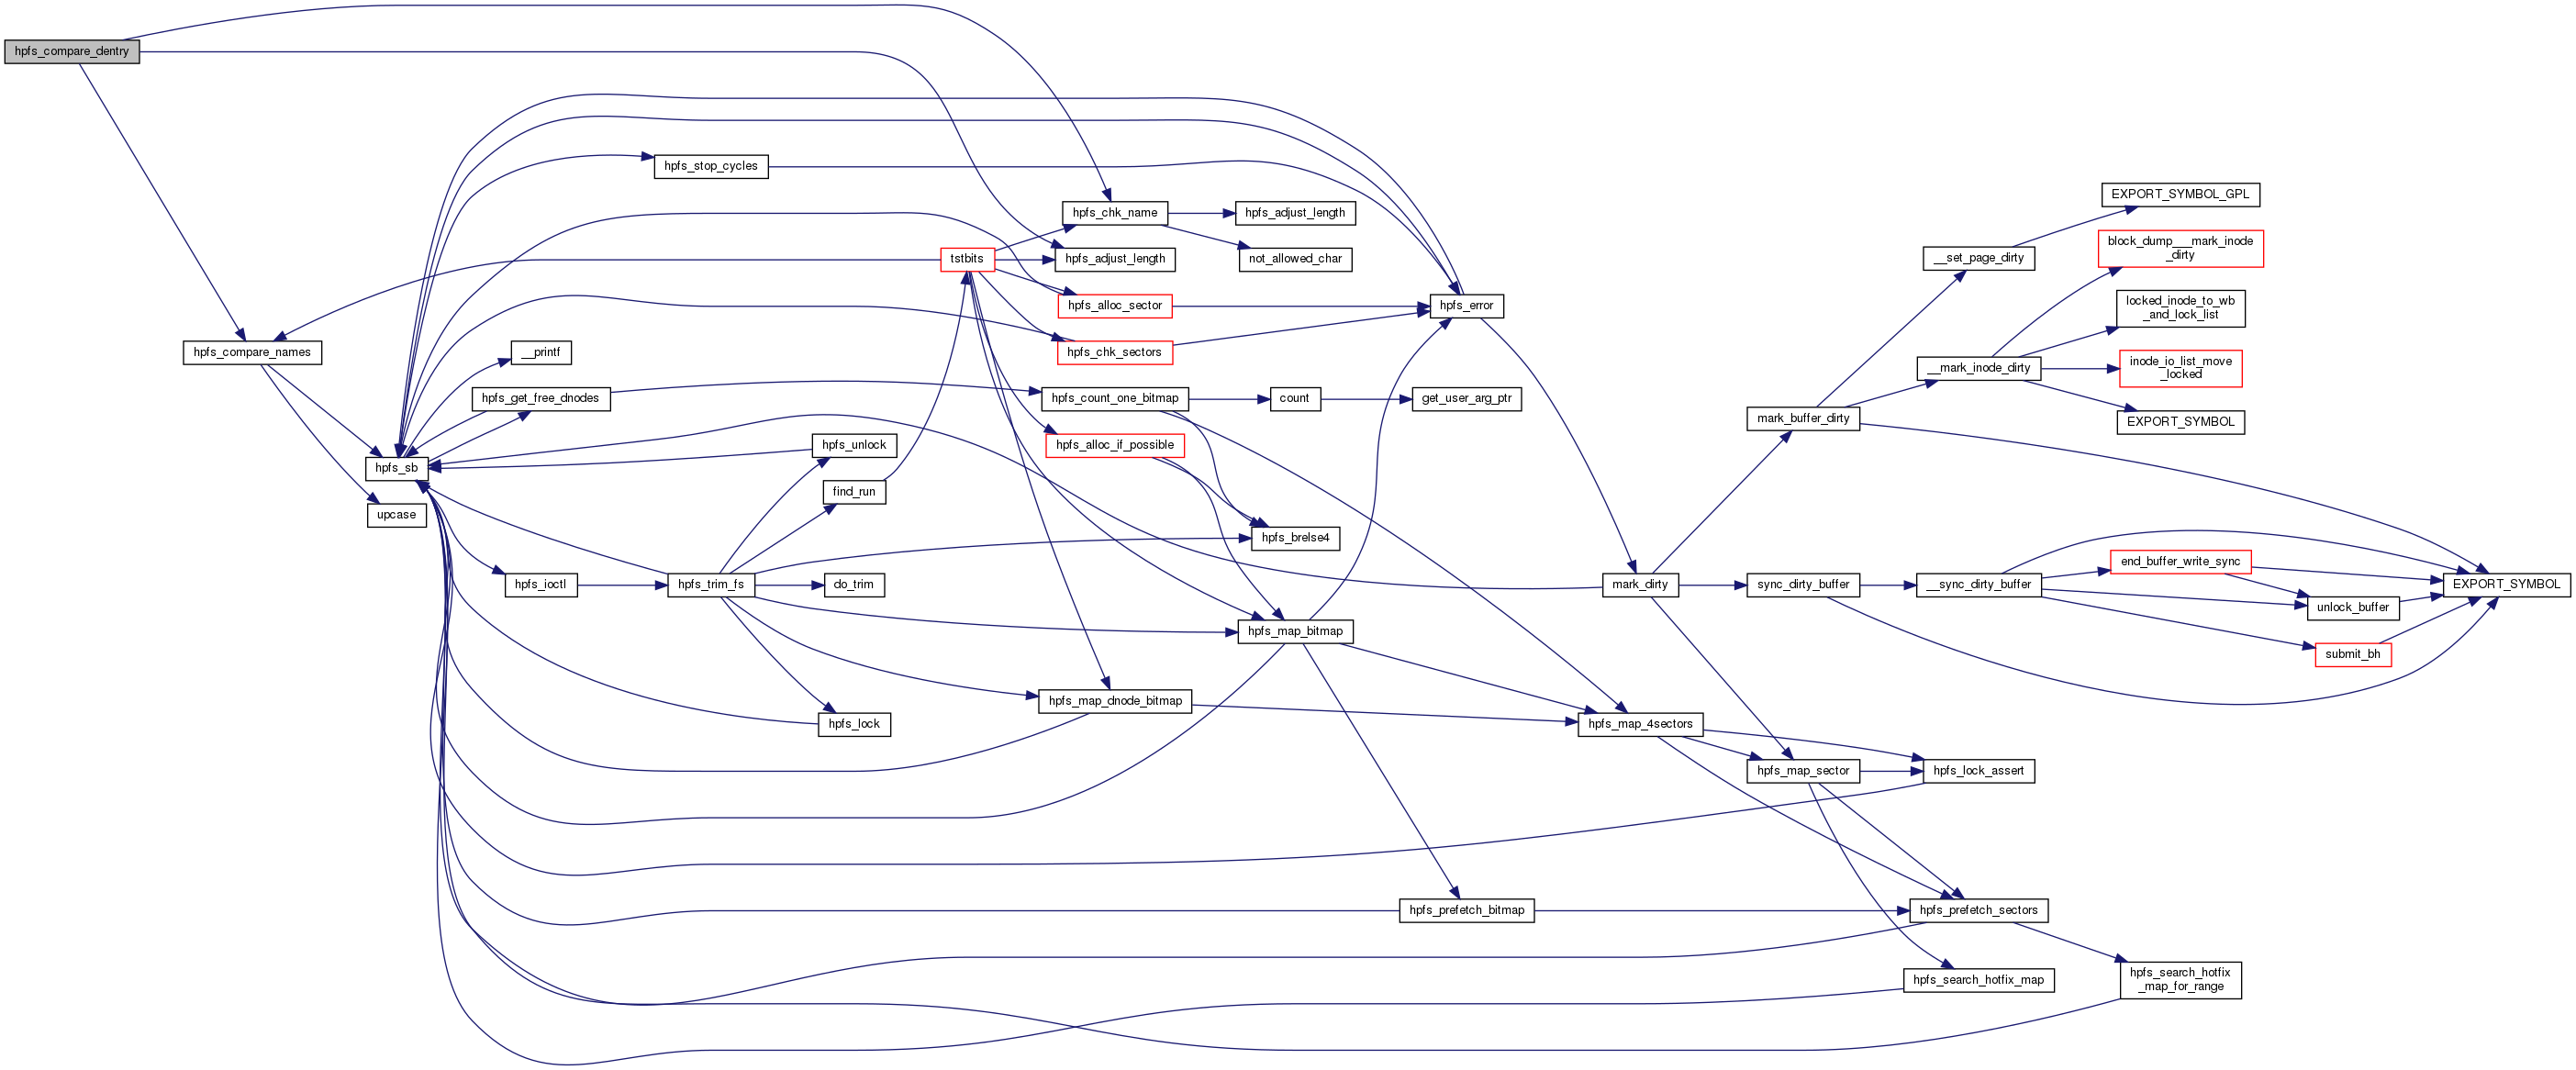 hpfs_compare_dentry
hpfs_stop_cycles
EXPORT_SYMBOL_GPL
hpfs_chk_name
hpfs_adjust_length
block_dump___mark_inode
_dirty
tstbits
hpfs_adjust_length
not_allowed_char
__set_page_dirty
hpfs_alloc_sector
hpfs_error
locked_inode_to_wb
_and_lock_list
hpfs_compare_names
__printf
hpfs_chk_sectors
__mark_inode_dirty
inode_io_list_move
_locked
hpfs_get_free_dnodes
hpfs_count_one_bitmap
count
get_user_arg_ptr
mark_buffer_dirty
EXPORT_SYMBOL
hpfs_unlock
hpfs_alloc_if_possible
hpfs_sb
find_run
upcase
hpfs_brelse4
end_buffer_write_sync
hpfs_ioctl
hpfs_trim_fs
do_trim
mark_dirty
sync_dirty_buffer
__sync_dirty_buffer
EXPORT_SYMBOL
unlock_buffer
hpfs_map_bitmap
submit_bh
hpfs_map_dnode_bitmap
hpfs_lock
hpfs_map_4sectors
hpfs_map_sector
hpfs_lock_assert
hpfs_prefetch_bitmap
hpfs_prefetch_sectors
hpfs_search_hotfix_map
hpfs_search_hotfix
_map_for_range